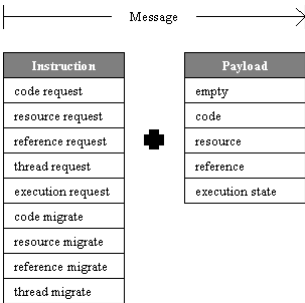 Message
Instruction
code request
resource request
reference request
thread request
execution request
code migrate
resource migrate
reference migrate
thread migrate
Payload
empty
code
resource
reference
execution state